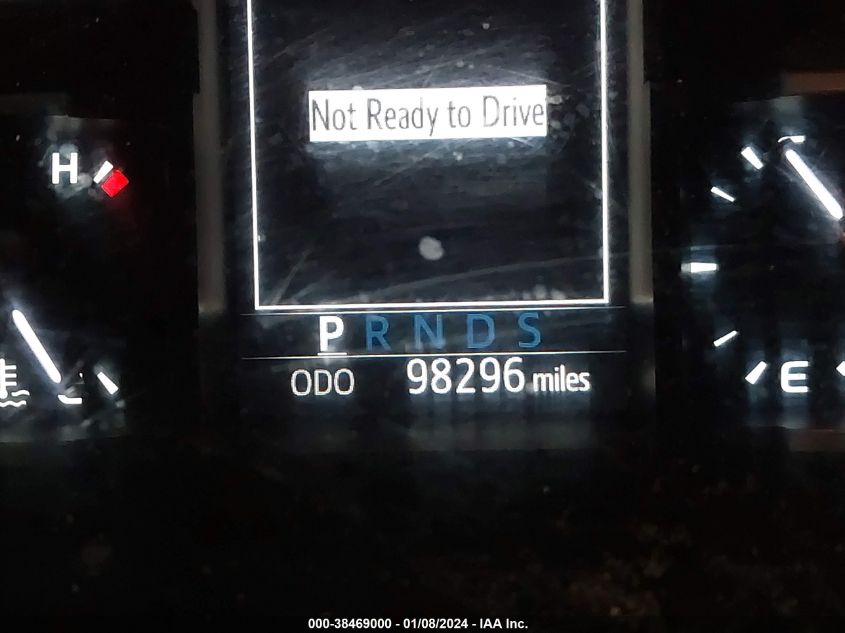 Not Ready to Drive
H
P R N D S
ODO 98296 miles
E
000-38469000 - 01/08/2024 - IAA Inc.